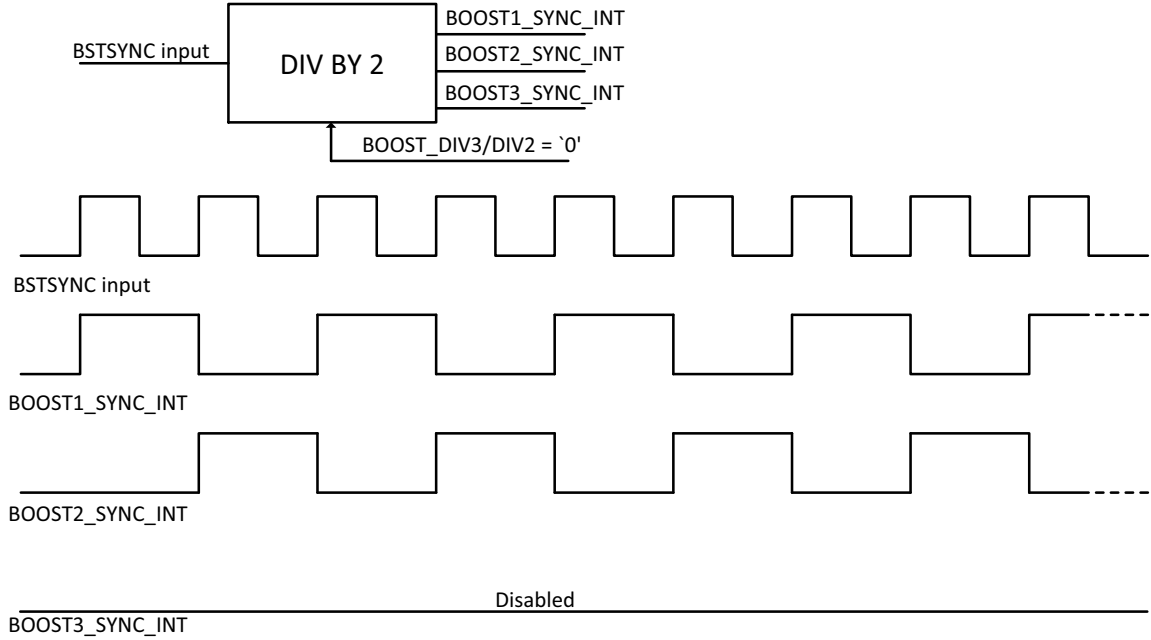 BOOST1_SYNC_INT
BSTSYNC input
DIV BY 2
BOOST2_SYNC_INT
BOOST3_SYNC_INT
BOOST_DIV3/DIV2 = `0'
BSTSYNC input
BOOST1_SYNC_INT
BOOST2_SYNC_INT
Disabled
BOOST3_SYNC_INT